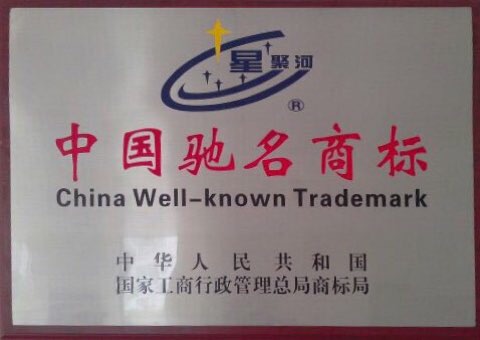 星聚河
®
中国驰名商标
China Well-known Trademark
中华人民共和国
国家工商行政管理总局商标局